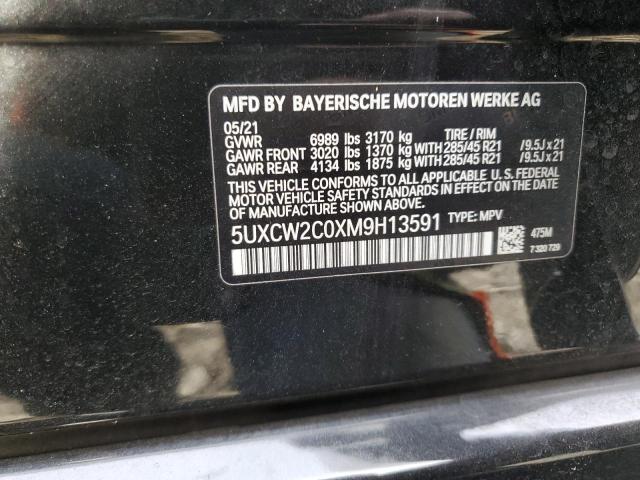 MFD BY BAYERISCHE MOTOREN WERKE AG
05/21
GVWR 6989 lbs 3170 kg TIRE / RIM
GAWR FRONT 3020 lbs 1370 kg WITH 285/45 R21 /9.5J x 21
GAWR REAR 4134 lbs 1875 kg WITH 285/45 R21 /9.5J x 21
THIS VEHICLE CONFORMS TO ALL APPLICABLE U.S. FEDERAL
MOTOR VEHICLE SAFETY STANDARDS IN EFFECT ON THE
DATE OF MANUFACTURE SHOWN ABOVE.
5UXCW2C0XM9H13591 TYPE: MPV
475M
7 320 729